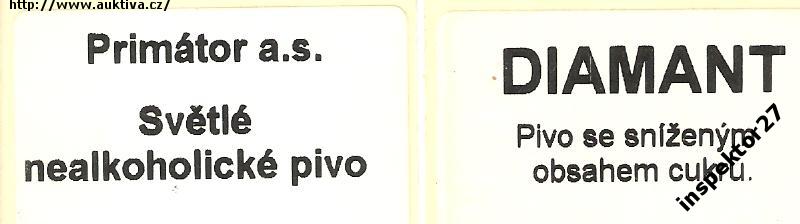 http://www.auktiva.cz/
Primátor a.s.
Světlé
nealkoholické pivo
DIAMANT
Pivo se sníženým
obsahem cukru.
inspektor27